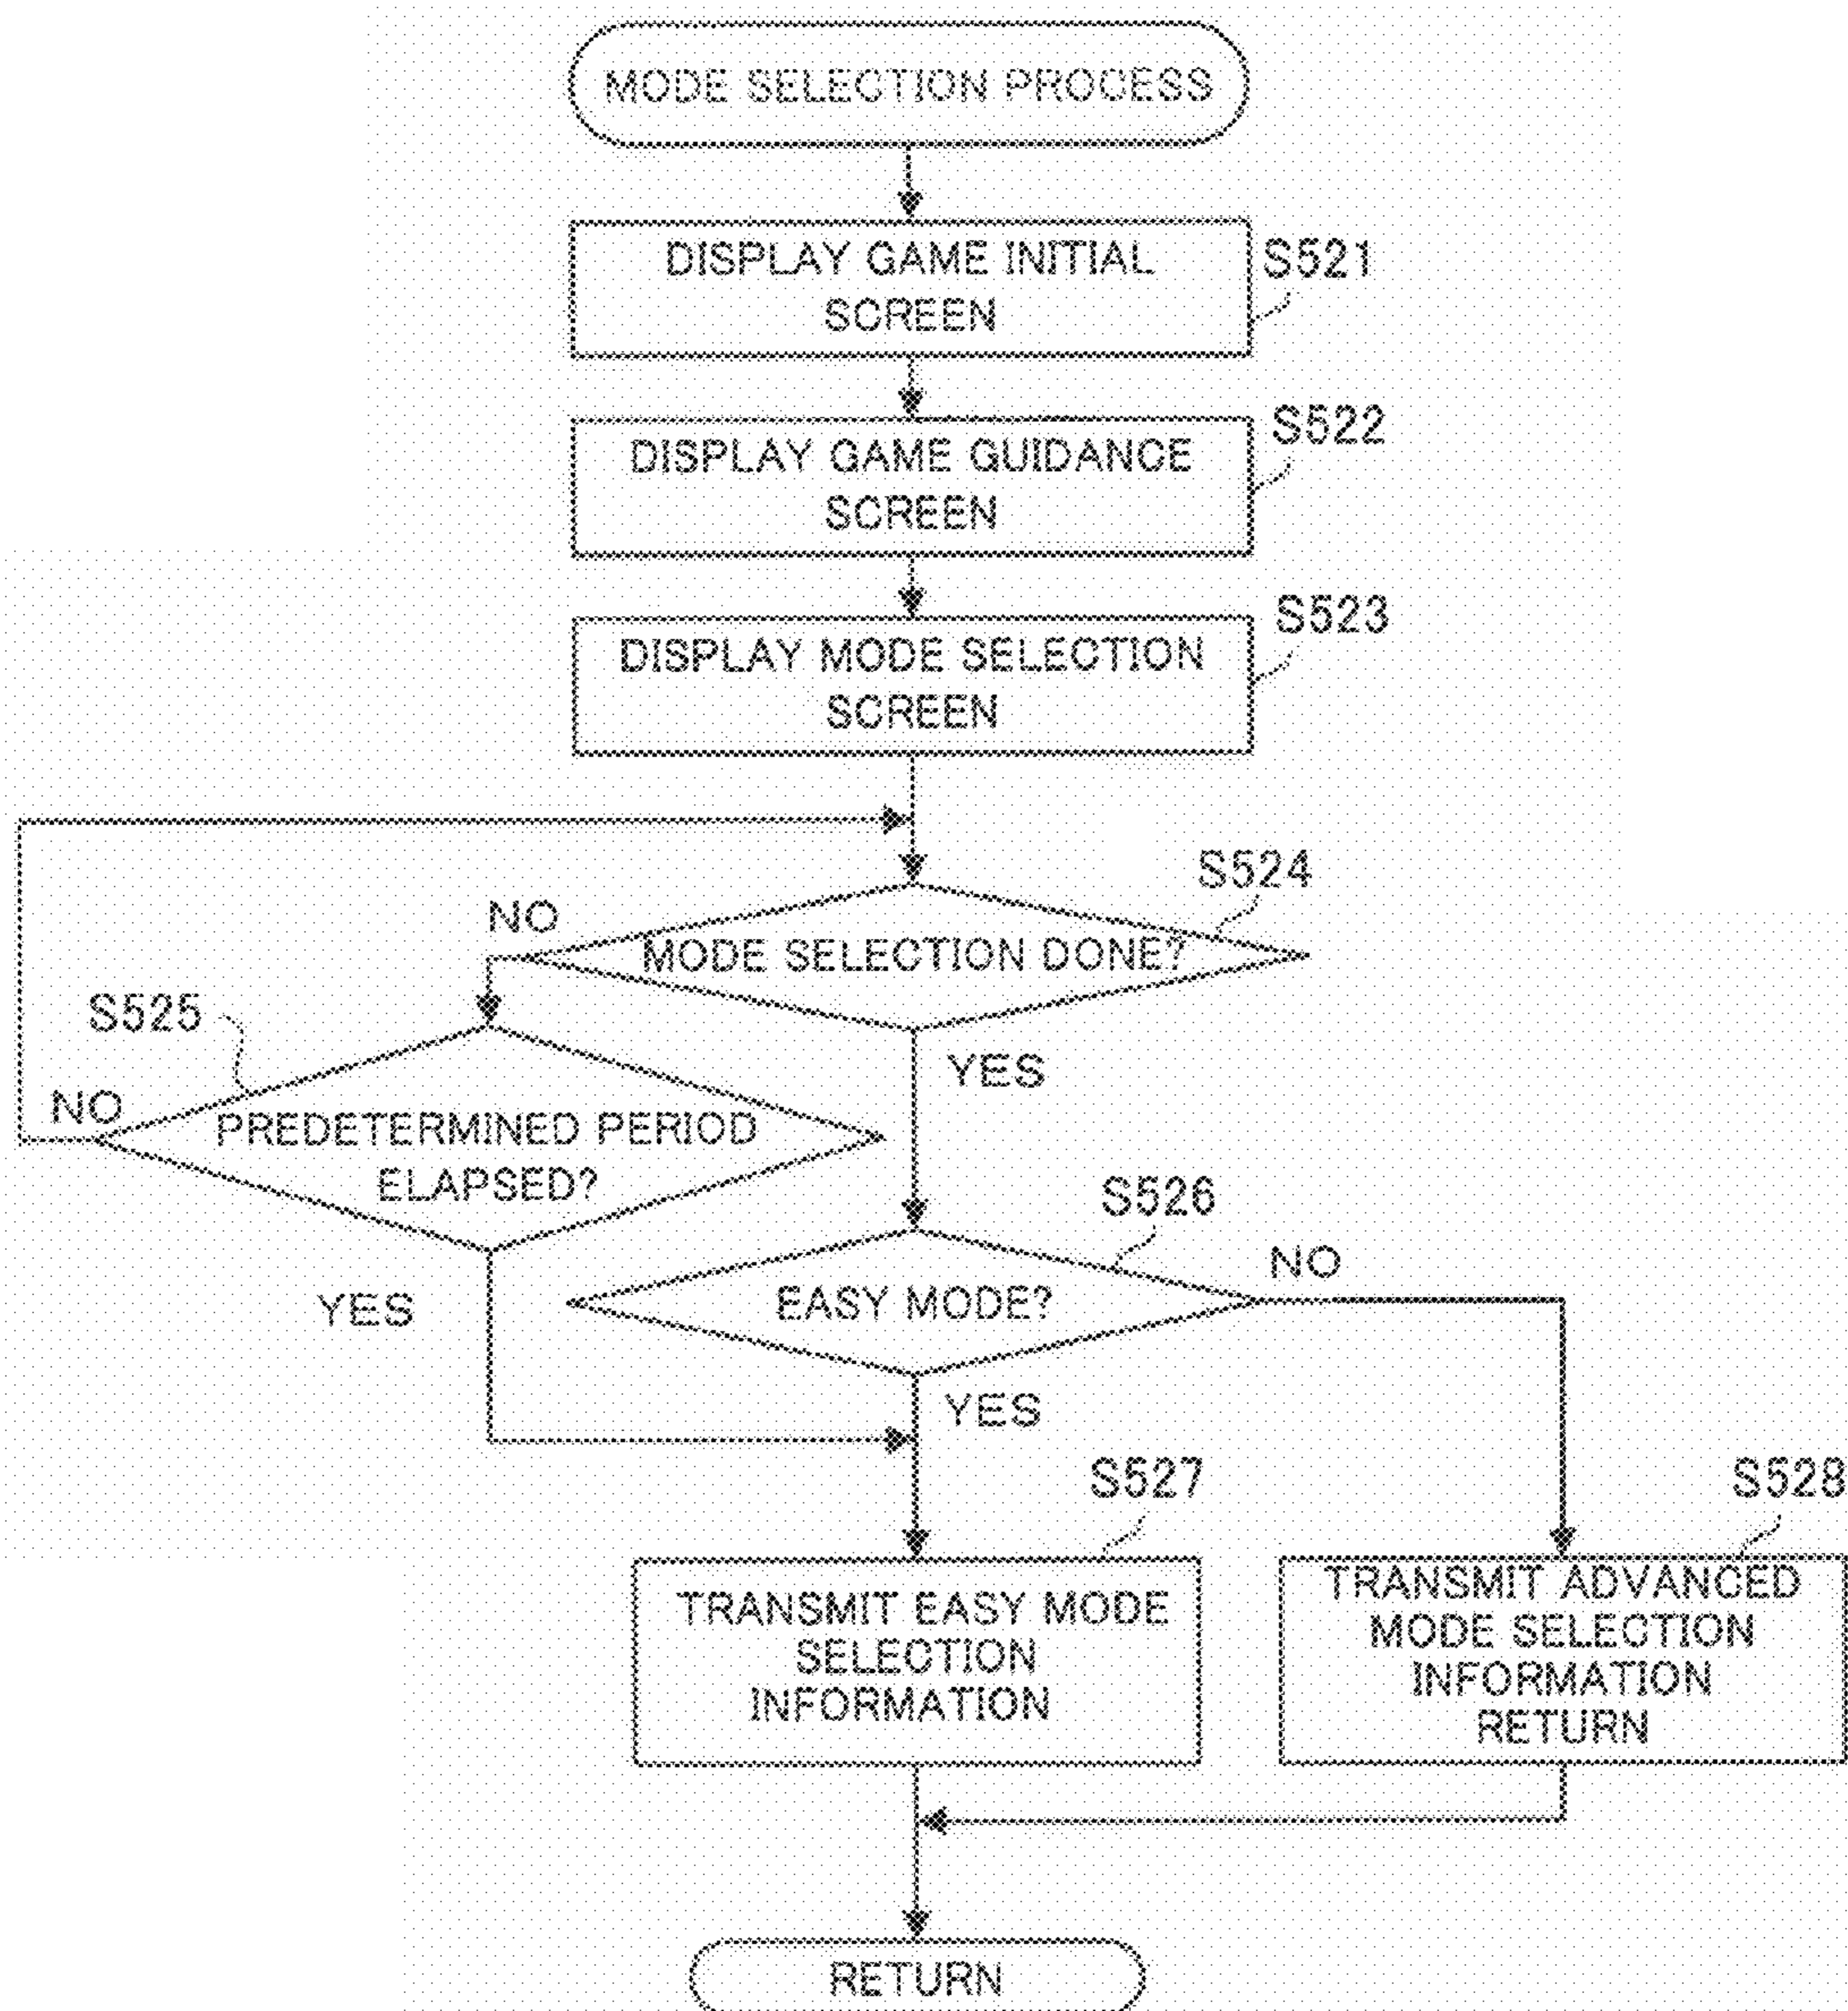 MODE SELECTION PROCESS
DISPLAY GAME INITIAL
SCREEN
S521
DISPLAY GAME GUIDANCE
SCREEN
S522
DISPLAY MODE SELECTION
SCREEN
S523
MODE SELECTION DONE?
S524
NO
YES
S525
PREDETERMINED PERIOD
ELAPSED?
NO
YES
S526
EASY MODE?
NO
YES
S527
TRANSMIT EASY MODE
SELECTION
INFORMATION
S528
TRANSMIT ADVANCED
MODE SELECTION
INFORMATION
RETURN
RETURN